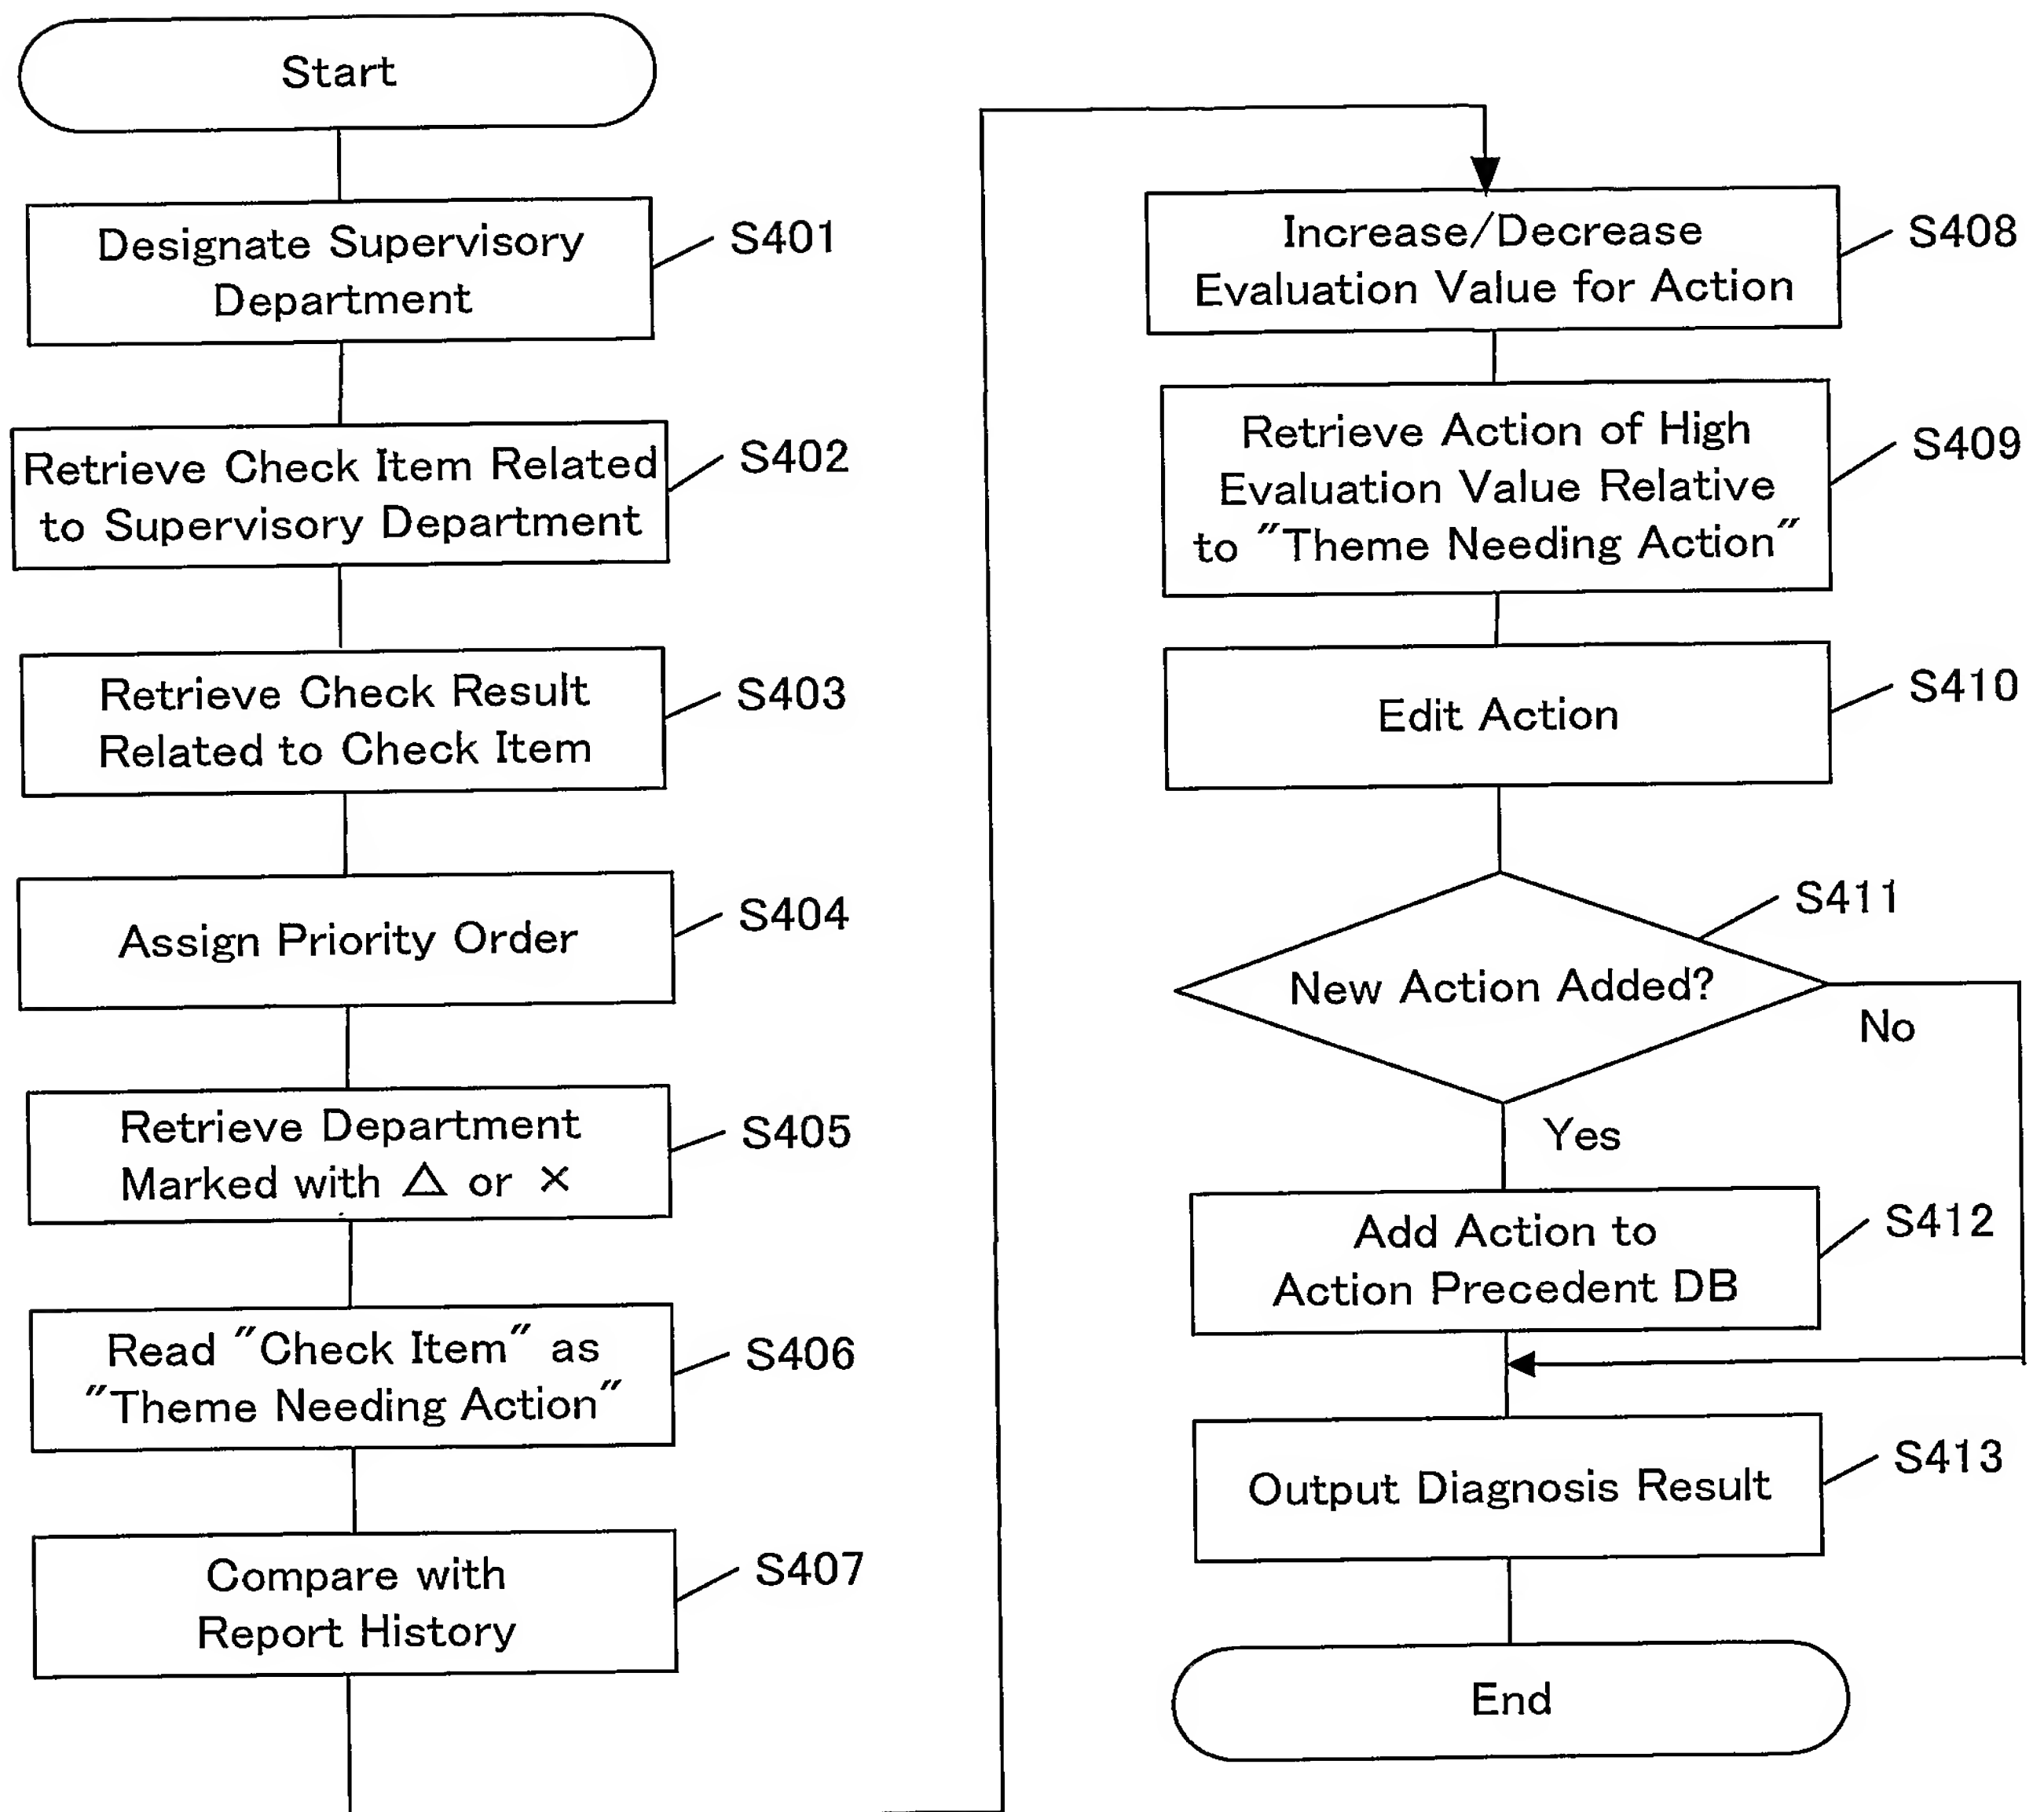 Start
Designate Supervisory
Department
S401
Retrieve Check Item Related
to Supervisory Department
S402
Retrieve Check Result
Related to Check Item
S403
Assign Priority Order
S404
Retrieve Department
Marked with △ or ×
S405
Read "Check Item" as
"Theme Needing Action"
S406
Compare with
Report History
S407
Increase/Decrease
Evaluation Value for Action
S408
Retrieve Action of High
Evaluation Value Relative
to "Theme Needing Action"
S409
Edit Action
S410
New Action Added?
S411
No
Yes
Add Action to
Action Precedent DB
S412
Output Diagnosis Result
S413
End